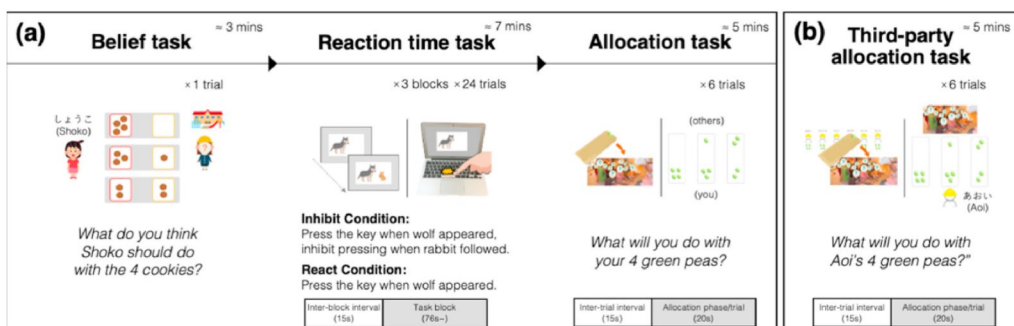 (a)
Belief task
≈ 3 mins
Reaction time task
≈ 7 mins
Allocation task
≈ 5 mins
×1 trial
しょうこ
(Shoko)
What do you think
Shoko should do
with the 4 cookies?
×3 blocks ×24 trials
Inhibit Condition:
Press the key when wolf appeared,
inhibit pressing when rabbit followed.
React Condition:
Press the key when wolf appeared.
Inter-block interval
(15s)
Task block
(76s~)
×6 trials
(others)
(you)
What will you do with
your 4 green peas?
Inter-trial interval
(15s)
Allocation phase/trial
(20s)
(b)
Third-party
allocation task
≈ 5 mins
×6 trials
あおい
(Aoi)
What will you do with
Aoi's 4 green peas?"
Inter-trial interval
(15s)
Allocation phase/trial
(20s)